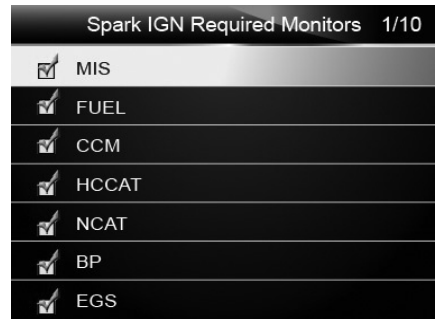 Spark IGN Required Monitors 1/10
MIS
FUEL
CCM
HCCAT
NCAT
BP
EGS